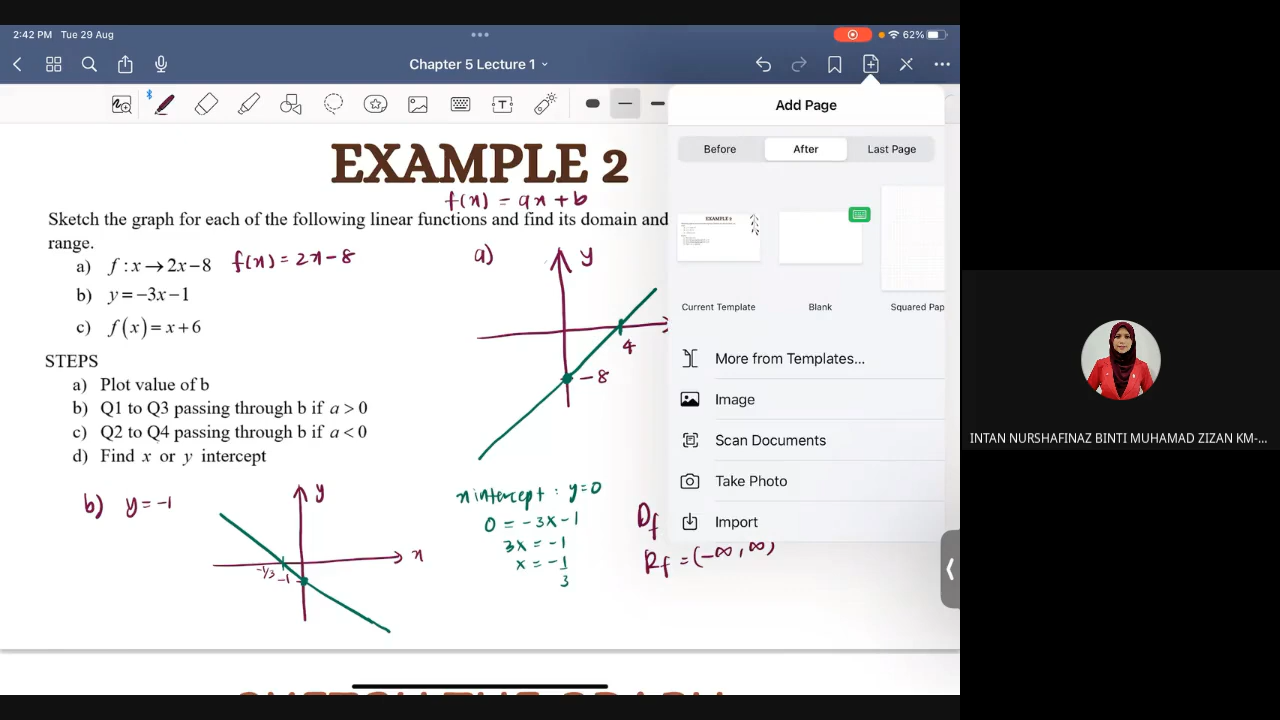 2:42 PM Tue 29 Aug
62%
Chapter 5 Lecture 1
Add Page
Before
After
Last Page
EXAMPLE 2
Current Template
Blank
Squared Pap
More from Templates...
Image
Scan Documents
Take Photo
Import
EXAMPLE 2
f(x) = ax + b
Sketch the graph for each of the following linear functions and find its domain and
range.
a) f : x → 2x − 8 f(x) = 2x − 8
b) y = −3x − 1
c) f(x) = x + 6
STEPS
a) Plot value of b
b) Q1 to Q3 passing through b if a > 0
c) Q2 to Q4 passing through b if a < 0
d) Find x or y intercept
a)
y
4
−8
b) y = −1
y
x
−1/3
−1
x intercept : y = 0
0 = −3x − 1
3x = −1
x = −1
3
Df
Rf = (−∞, ∞)
INTAN NURSHAFINAZ BINTI MUHAMAD ZIZAN KM-...